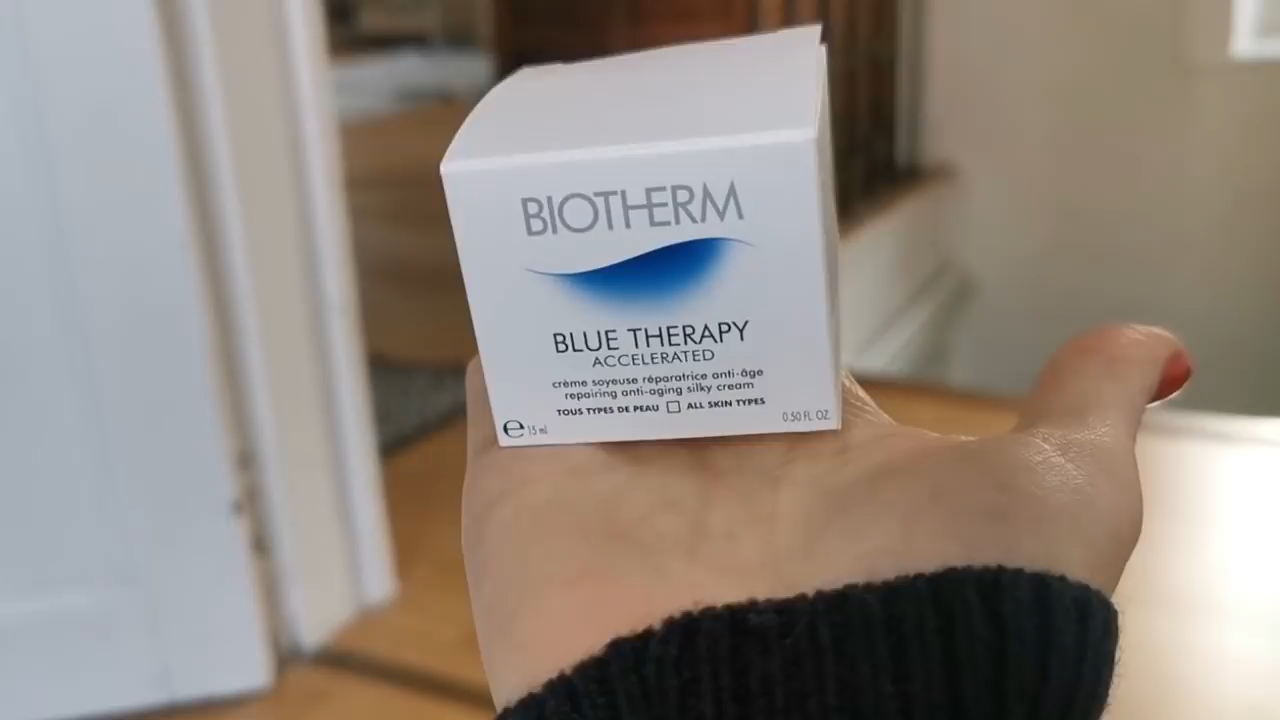 BIOTHERM
BLUE THERAPY
ACCELERATED
crème soyeuse réparatrice anti-âge
repairing anti-aging silky cream
TOUS TYPES DE PEAU ALL SKIN TYPES
℮ 15 ml 0.50 FL. OZ.